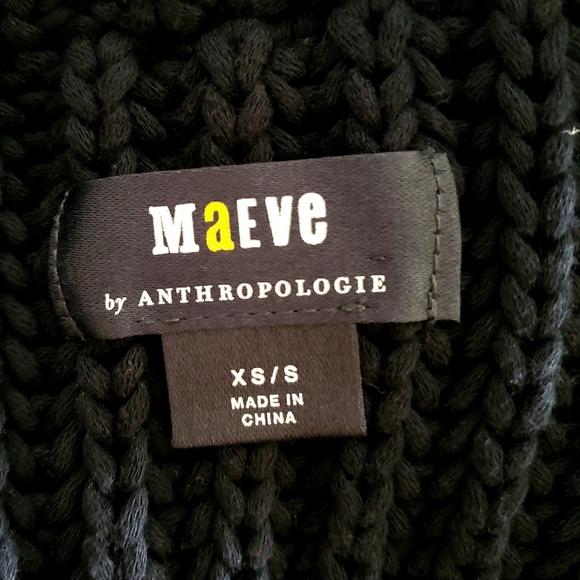 MaEVe
by ANTHROPOLOGIE
XS/S
MADE IN
CHINA